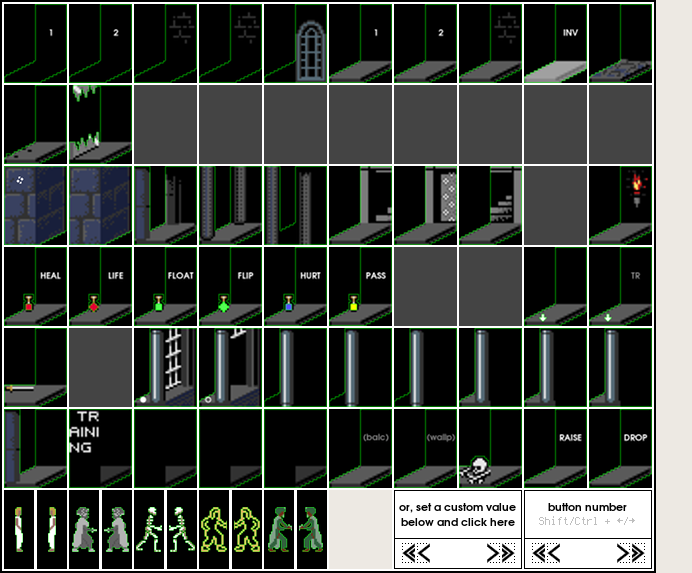 1
2
1
2
INV
HEAL
LIFE
FLOAT
FLIP
HURT
PASS
TR
TR
AINI
NG
(balc)
(wallp)
RAISE
DROP
or, set a custom value
below and click here
button number
Shift/Ctrl + ←/→